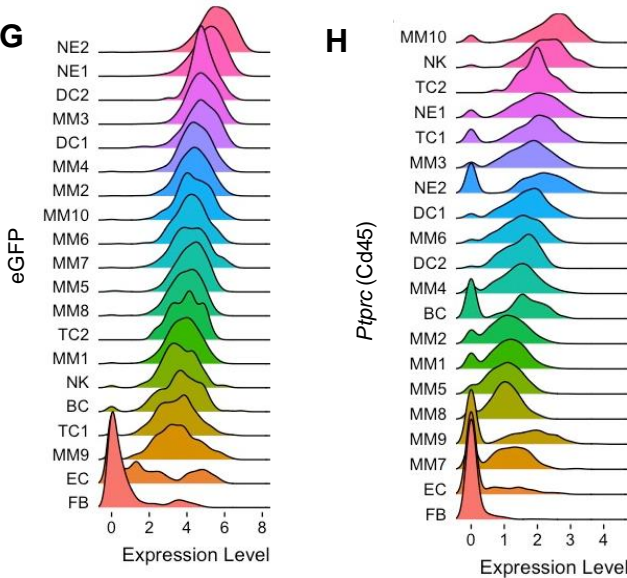 G
eGFP
NE2
NE1
DC2
MM3
DC1
MM4
MM2
MM10
MM6
MM7
MM5
MM8
TC2
MM1
NK
BC
TC1
MM9
EC
FB
0 2 4 6 8
Expression Level
H
Ptprc (Cd45)
MM10
NK
TC2
NE1
TC1
MM3
NE2
DC1
MM6
DC2
MM4
BC
MM2
MM1
MM5
MM8
MM9
MM7
EC
FB
0 1 2 3 4
Expression Level